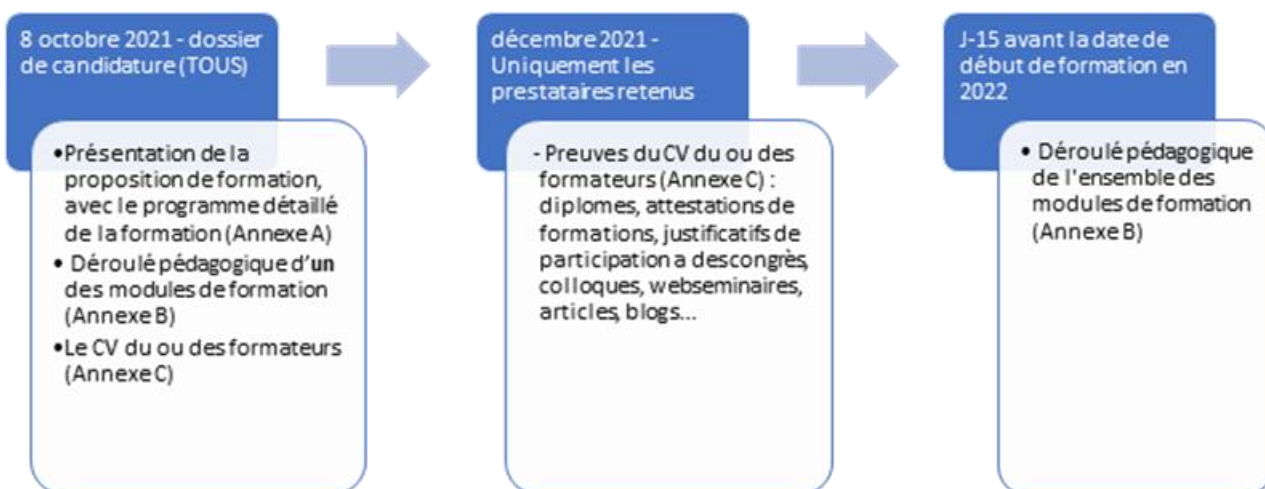 8 octobre 2021 - dossier
de candidature (TOUS)
•Présentation de la
proposition de formation,
avec le programme détaillé
de la formation (Annexe A)
• Déroulé pédagogique d'un
des modules de formation
(Annexe B)
•Le CV du ou des formateurs
(Annexe C)
décembre 2021 -
Uniquement les
prestataires retenus
- Preuves du CV du ou des
formateurs (Annexe C) :
diplomes, attestations de
formations, justificatifs de
participation a descongrès,
colloques, webseminaires,
articles, blogs...
J-15 avant la date de
début de formation en
2022
• Déroulé pédagogique
de l'ensemble des
modules de formation
(Annexe B)